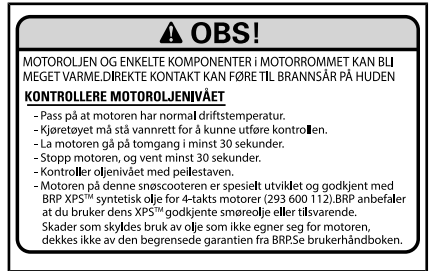 ⚠ OBS!
MOTOROLJEN OG ENKELTE KOMPONENTER i MOTORROMMET KAN BLI
MEGET VARME.DIREKTE KONTAKT KAN FØRE TIL BRANNSÅR PÅ HUDEN
KONTROLLERE MOTOROLJENIVÅET
- Pass på at motoren har normal driftstemperatur.
- Kjøretøyet må stå vannrett for å kunne utføre kontrollen.
- La motoren gå på tomgang i minst 30 sekunder.
- Stopp motoren, og vent minst 30 sekunder.
- Kontroller oljenivået med peilestaven.
- Motoren på denne snøscooteren er spesielt utviklet og godkjent med
BRP XPS™ syntetisk olje for 4-takts motorer (293 600 112).BRP anbefaler
at du bruker dens XPS™ godkjente smøreolje eller tilsvarende.
Skader som skyldes bruk av olje som ikke egner seg for motoren,
dekkes ikke av den begrensede garantien fra BRP.Se brukerhåndboken.